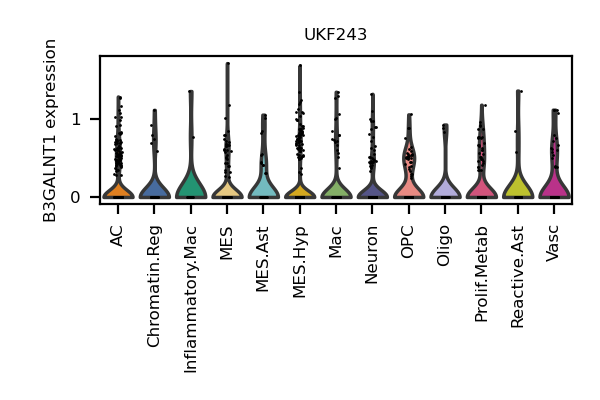 UKF243
B3GALNT1 expression
1
0
AC
Chromatin.Reg
Inflammatory.Mac
MES
MES.Ast
MES.Hyp
Mac
Neuron
OPC
Oligo
Prolif.Metab
Reactive.Ast
Vasc